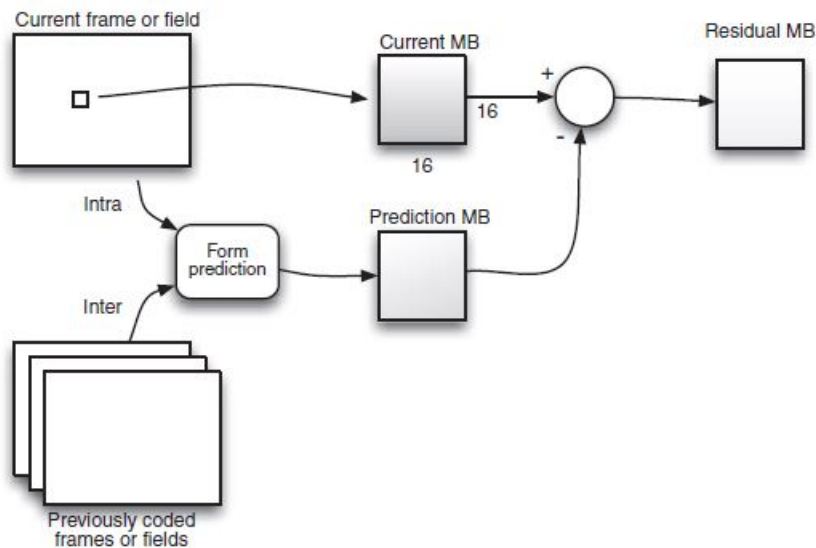 Current frame or field
Current MB
Residual MB
+
16
-
16
Intra
Prediction MB
Form
prediction
Inter
Previously coded
frames or fields